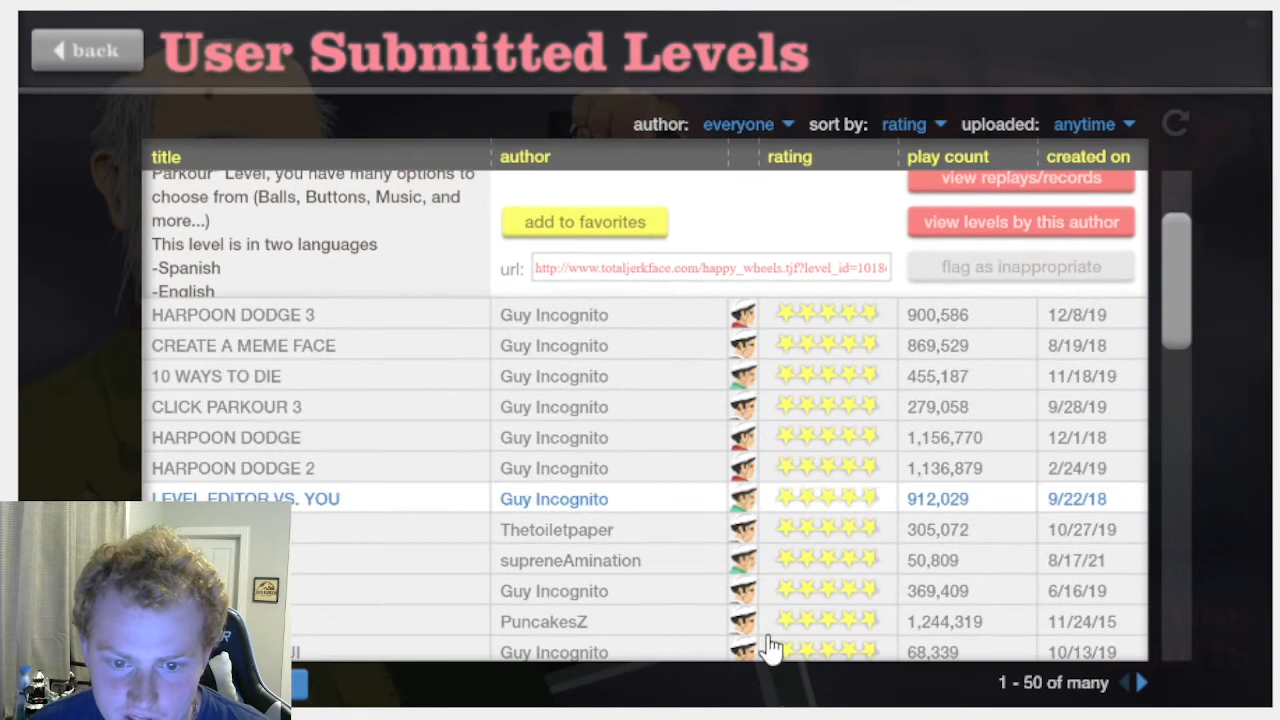 back
User Submitted Levels
author: everyone sort by: rating uploaded: anytime
title author rating play count created on
Parkour" Level, you have many options to
choose from (Balls, Buttons, Music, and
more...)
This level is in two languages
-Spanish
-English
view replays/records
add to favorites
view levels by this author
url: http://www.totaljerkface.com/happy_wheels.tjf?level_id=1018
flag as inappropriate
HARPOON DODGE 3 Guy Incognito 900,586 12/8/19
CREATE A MEME FACE Guy Incognito 869,529 8/19/18
10 WAYS TO DIE Guy Incognito 455,187 11/18/19
CLICK PARKOUR 3 Guy Incognito 279,058 9/28/19
HARPOON DODGE Guy Incognito 1,156,770 12/1/18
HARPOON DODGE 2 Guy Incognito 1,136,879 2/24/19
LEVEL EDITOR VS. YOU Guy Incognito 912,029 9/22/18
Thetoiletpaper 305,072 10/27/19
supreneAmination 50,809 8/17/21
Guy Incognito 369,409 6/16/19
PuncakesZ 1,244,319 11/24/15
Guy Incognito 68,339 10/13/19
1 - 50 of many